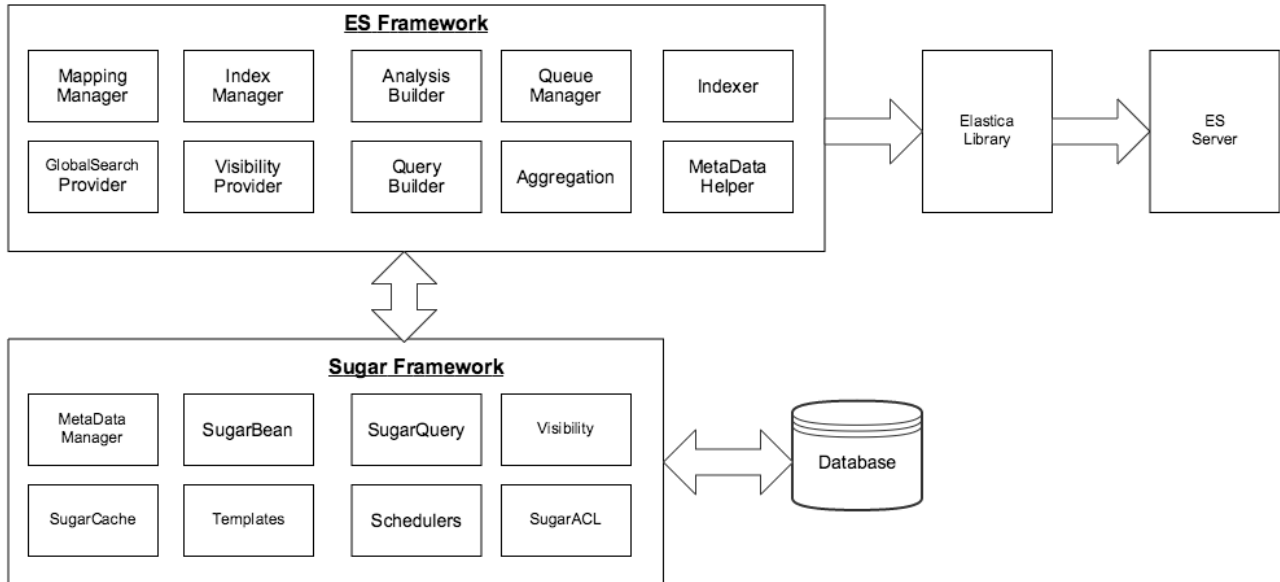 ES Framework
Mapping
Manager
Index
Manager
Analysis
Builder
Queue
Manager
Indexer
GlobalSearch
Provider
Visibility
Provider
Query
Builder
Aggregation
MetaData
Helper
Elastica
Library
ES
Server
Sugar Framework
MetaData
Manager
SugarBean
SugarQuery
Visibility
SugarCache
Templates
Schedulers
SugarACL
Database